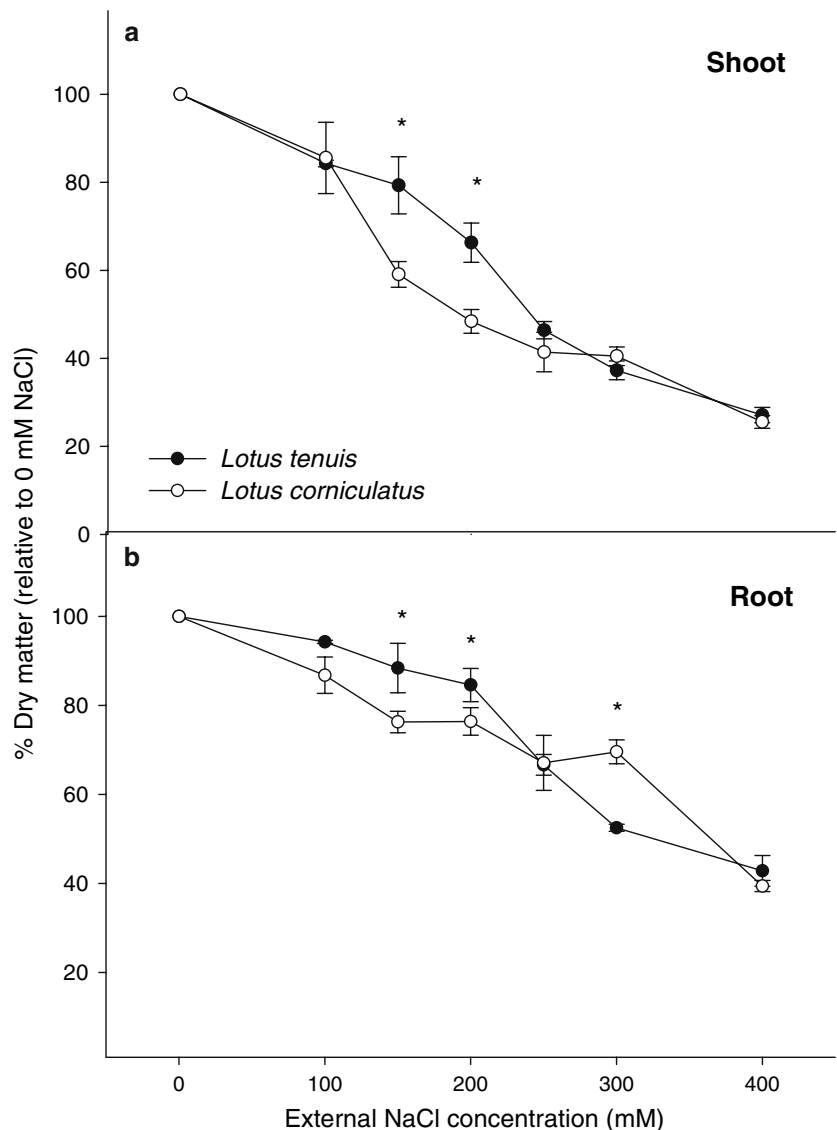 a
Shoot
100
80
60
40
20
0
* *
Lotus tenuis
Lotus corniculatus
% Dry matter (relative to 0 mM NaCl)
b
Root
100
80
60
40
20
* * *
0 100 200 300 400
External NaCl concentration (mM)